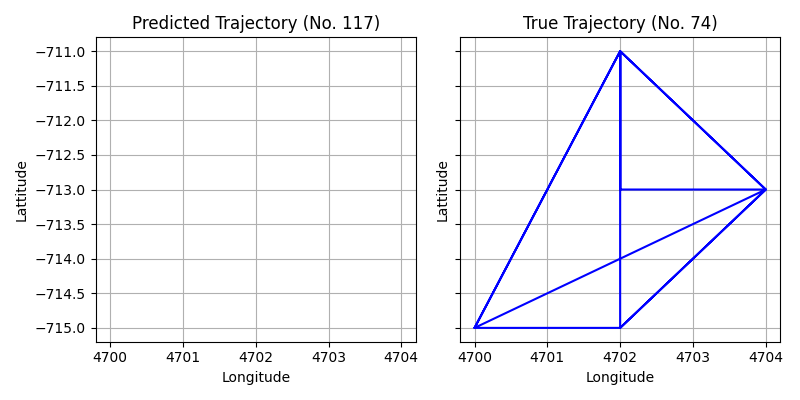 Predicted Trajectory (No. 117)
True Trajectory (No. 74)
−711.0
−711.5
−712.0
−712.5
−713.0
−713.5
−714.0
−714.5
−715.0
Lattitude
Lattitude
4700 4701 4702 4703 4704
4700 4701 4702 4703 4704
Longitude
Longitude